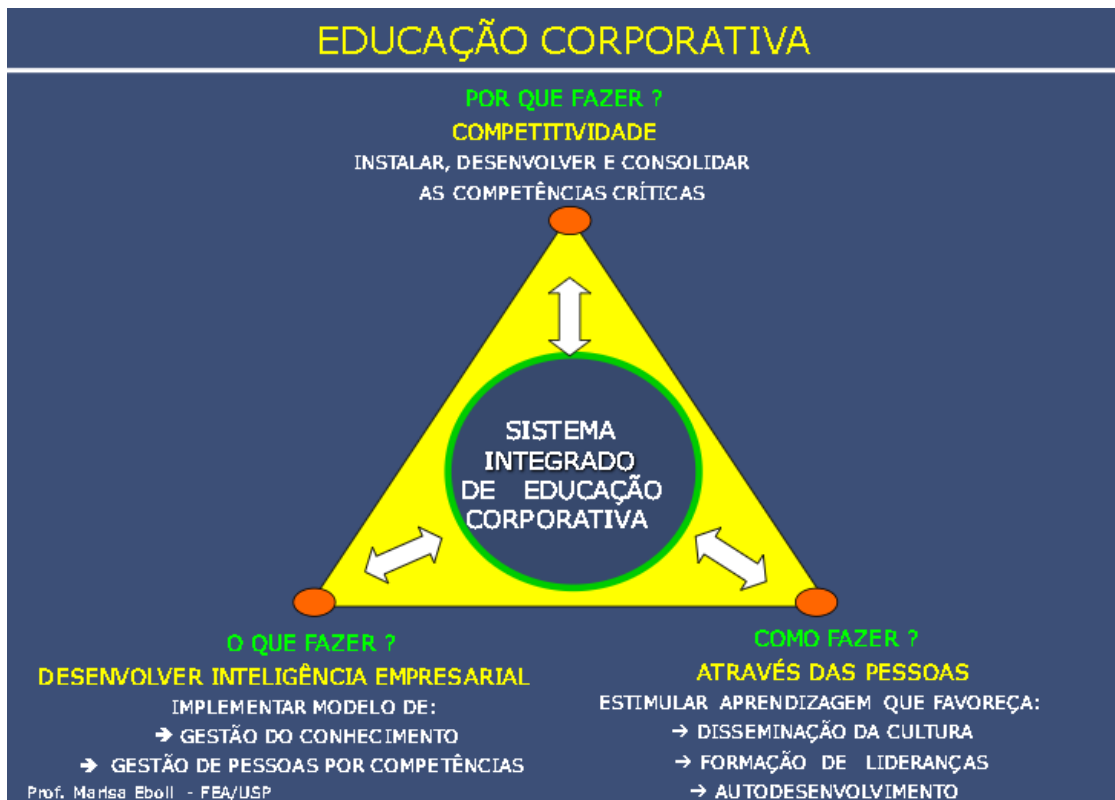 EDUCAÇÃO CORPORATIVA
POR QUE FAZER ?
COMPETITIVIDADE
INSTALAR, DESENVOLVER E CONSOLIDAR
AS COMPETÊNCIAS CRÍTICAS
SISTEMA
INTEGRADO
DE EDUCAÇÃO
CORPORATIVA
O QUE FAZER ?
DESENVOLVER INTELIGÊNCIA EMPRESARIAL
IMPLEMENTAR MODELO DE:
➔ GESTÃO DO CONHECIMENTO
➔ GESTÃO DE PESSOAS POR COMPETÊNCIAS
COMO FAZER ?
ATRAVÉS DAS PESSOAS
ESTIMULAR APRENDIZAGEM QUE FAVOREÇA:
→ DISSEMINAÇÃO DA CULTURA
→ FORMAÇÃO DE LIDERANÇAS
→ AUTODESENVOLVIMENTO
Prof. Marisa Eboli - FEA/USP